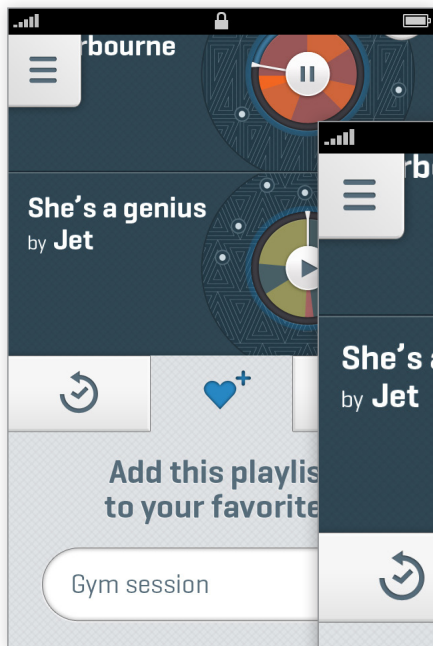 rbourne
She's a genius
by Jet
Add this playlis
to your favorite
Gym session
rb
She's a
by Jet